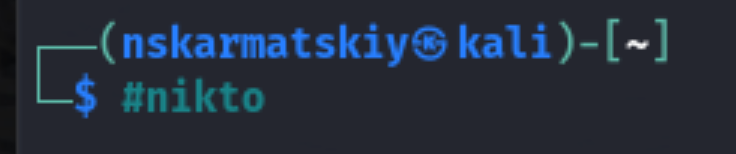 ┌──(nskarmatskiy㉿kali)-[~]
└─$ #nikto